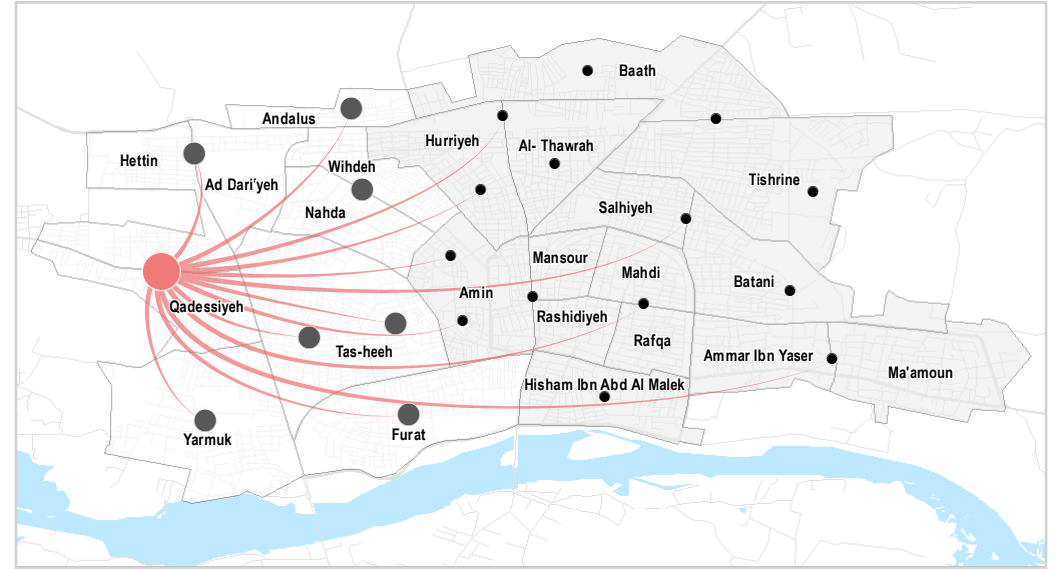 Baath
Andalus
Hurriyeh
Al- Thawrah
Hettin
Wihdeh
Ad Dari'yeh
Tishrine
Nahda
Salhiyeh
Mansour
Mahdi
Batani
Amin
Qadessiyeh
Rashidiyeh
Rafqa
Tas-heeh
Ammar Ibn Yaser
Ma'amoun
Hisham Ibn Abd Al Malek
Yarmuk
Furat